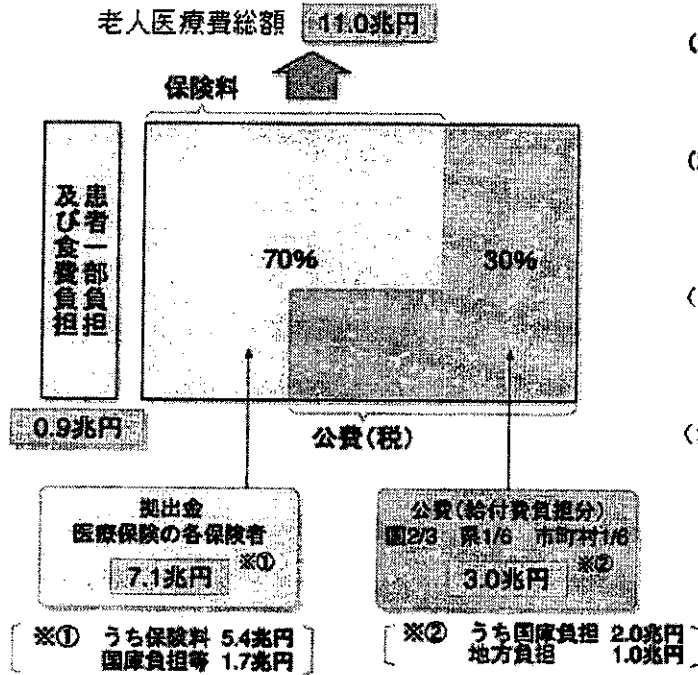 老人医療費総額 11.0兆円
保険料
患者一部負担
及び食費負担
70%
30%
0.9兆円
公費(税)
拠出金
医療保険の各保険者
7.1兆円 ※①
公費(給付費負担分)
国2/3 県1/6 市町村1/6
3.0兆円 ※②
※① うち保険料 5.4兆円
国庫負担等 1.7兆円
※② うち国庫負担 2.0兆円
地方負担 1.0兆円